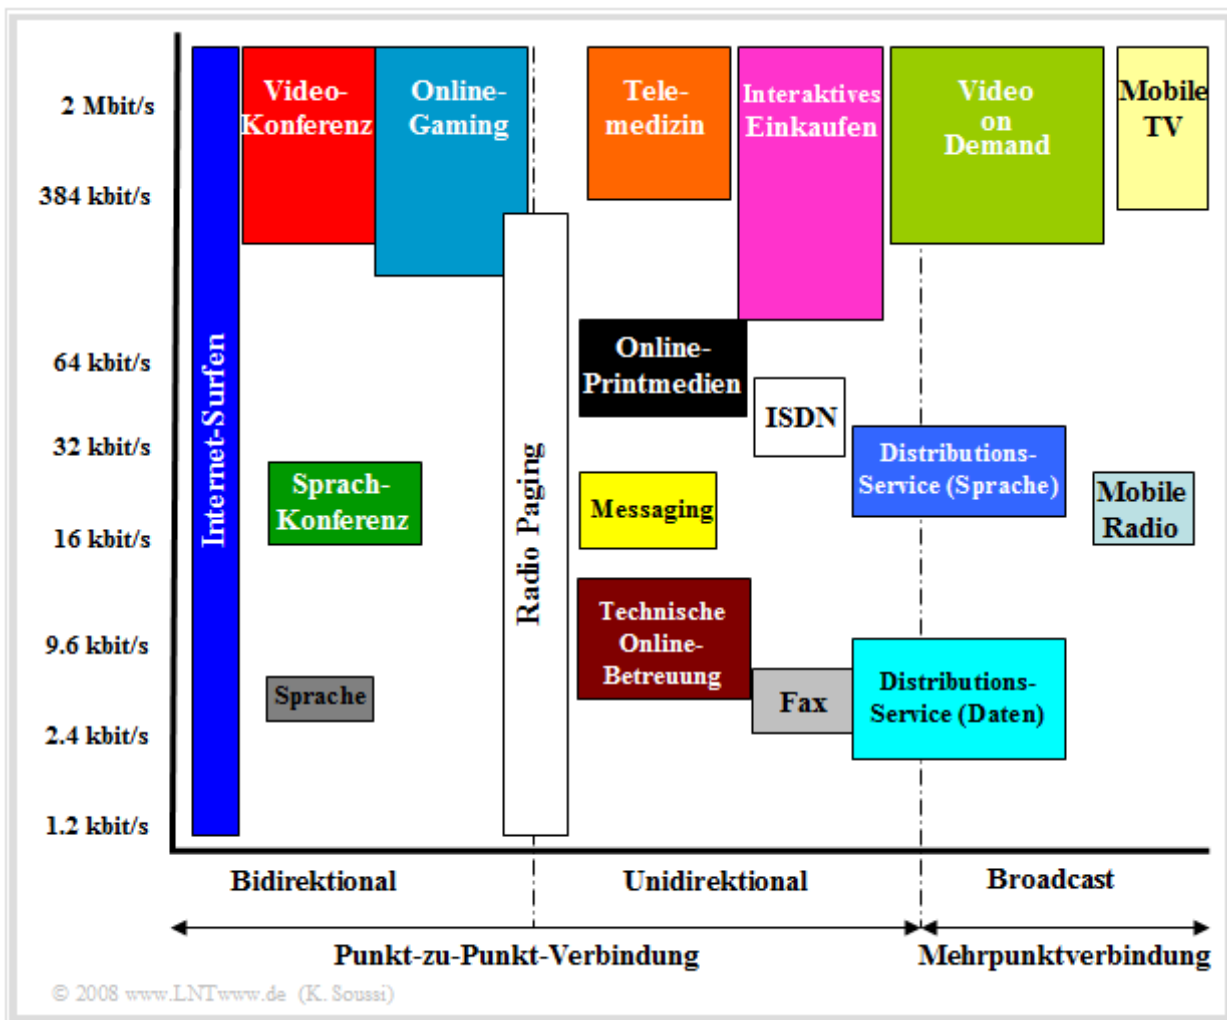 2 Mbit/s
384 kbit/s
64 kbit/s
32 kbit/s
16 kbit/s
9.6 kbit/s
2.4 kbit/s
1.2 kbit/s
Internet-Surfen
Video-
Konferenz
Online-
Gaming
Tele-
medizin
Interaktives
Einkaufen
Video
on
Demand
Mobile
TV
Radio Paging
Online-
Printmedien
ISDN
Sprach-
Konferenz
Messaging
Distributions-
Service (Sprache)
Mobile
Radio
Technische
Online-
Betreuung
Sprache
Fax
Distributions-
Service (Daten)
Bidirektional
Unidirektional
Broadcast
Punkt-zu-Punkt-Verbindung
Mehrpunktverbindung
© 2008 www.LNTwww.de (K. Soussi)